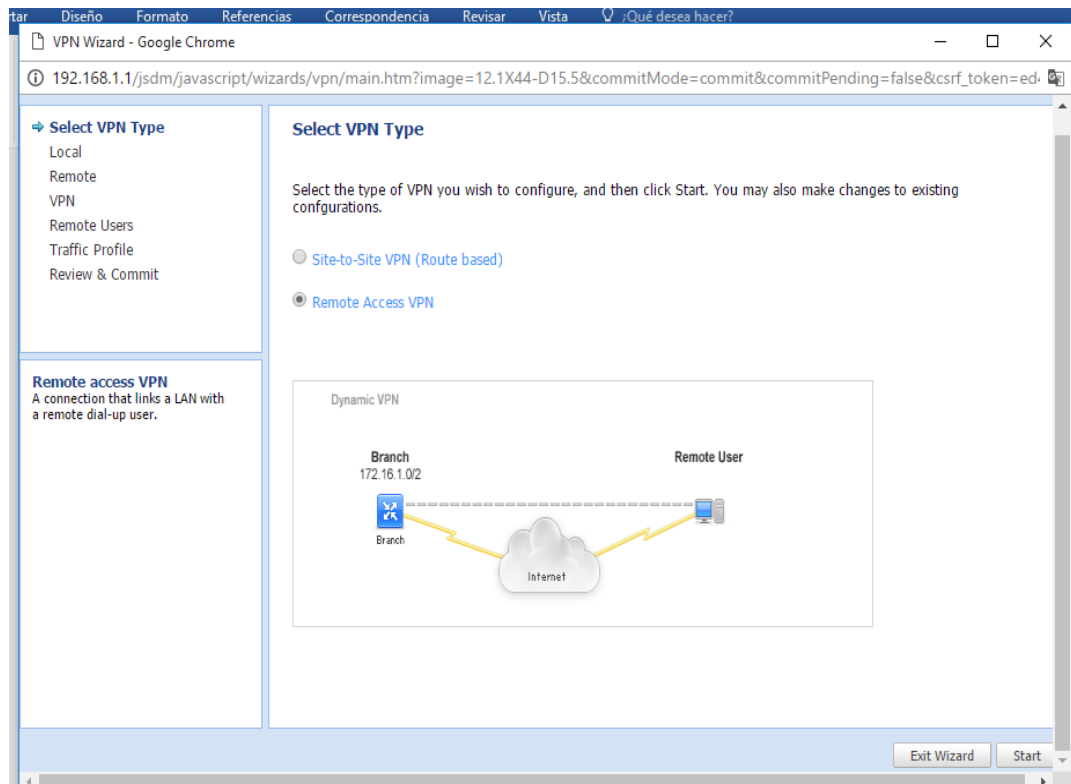 Diseño Formato Referencias Correspondencia Revisar Vista ¿Qué desea hacer?
VPN Wizard - Google Chrome
192.168.1.1/jsdm/javascript/wizards/vpn/main.htm?image=12.1X44-D15.5&commitMode=commit&commitPending=false&csrf_token=ed
Select VPN Type
Local
Remote
VPN
Remote Users
Traffic Profile
Review & Commit
Remote access VPN
A connection that links a LAN with
a remote dial-up user.
Select VPN Type
Select the type of VPN you wish to configure, and then click Start. You may also make changes to existing
confgurations.
Site-to-Site VPN (Route based)
Remote Access VPN
Dynamic VPN
Branch
172.16.1.0/2
Remote User
Branch
Internet
Exit Wizard
Start